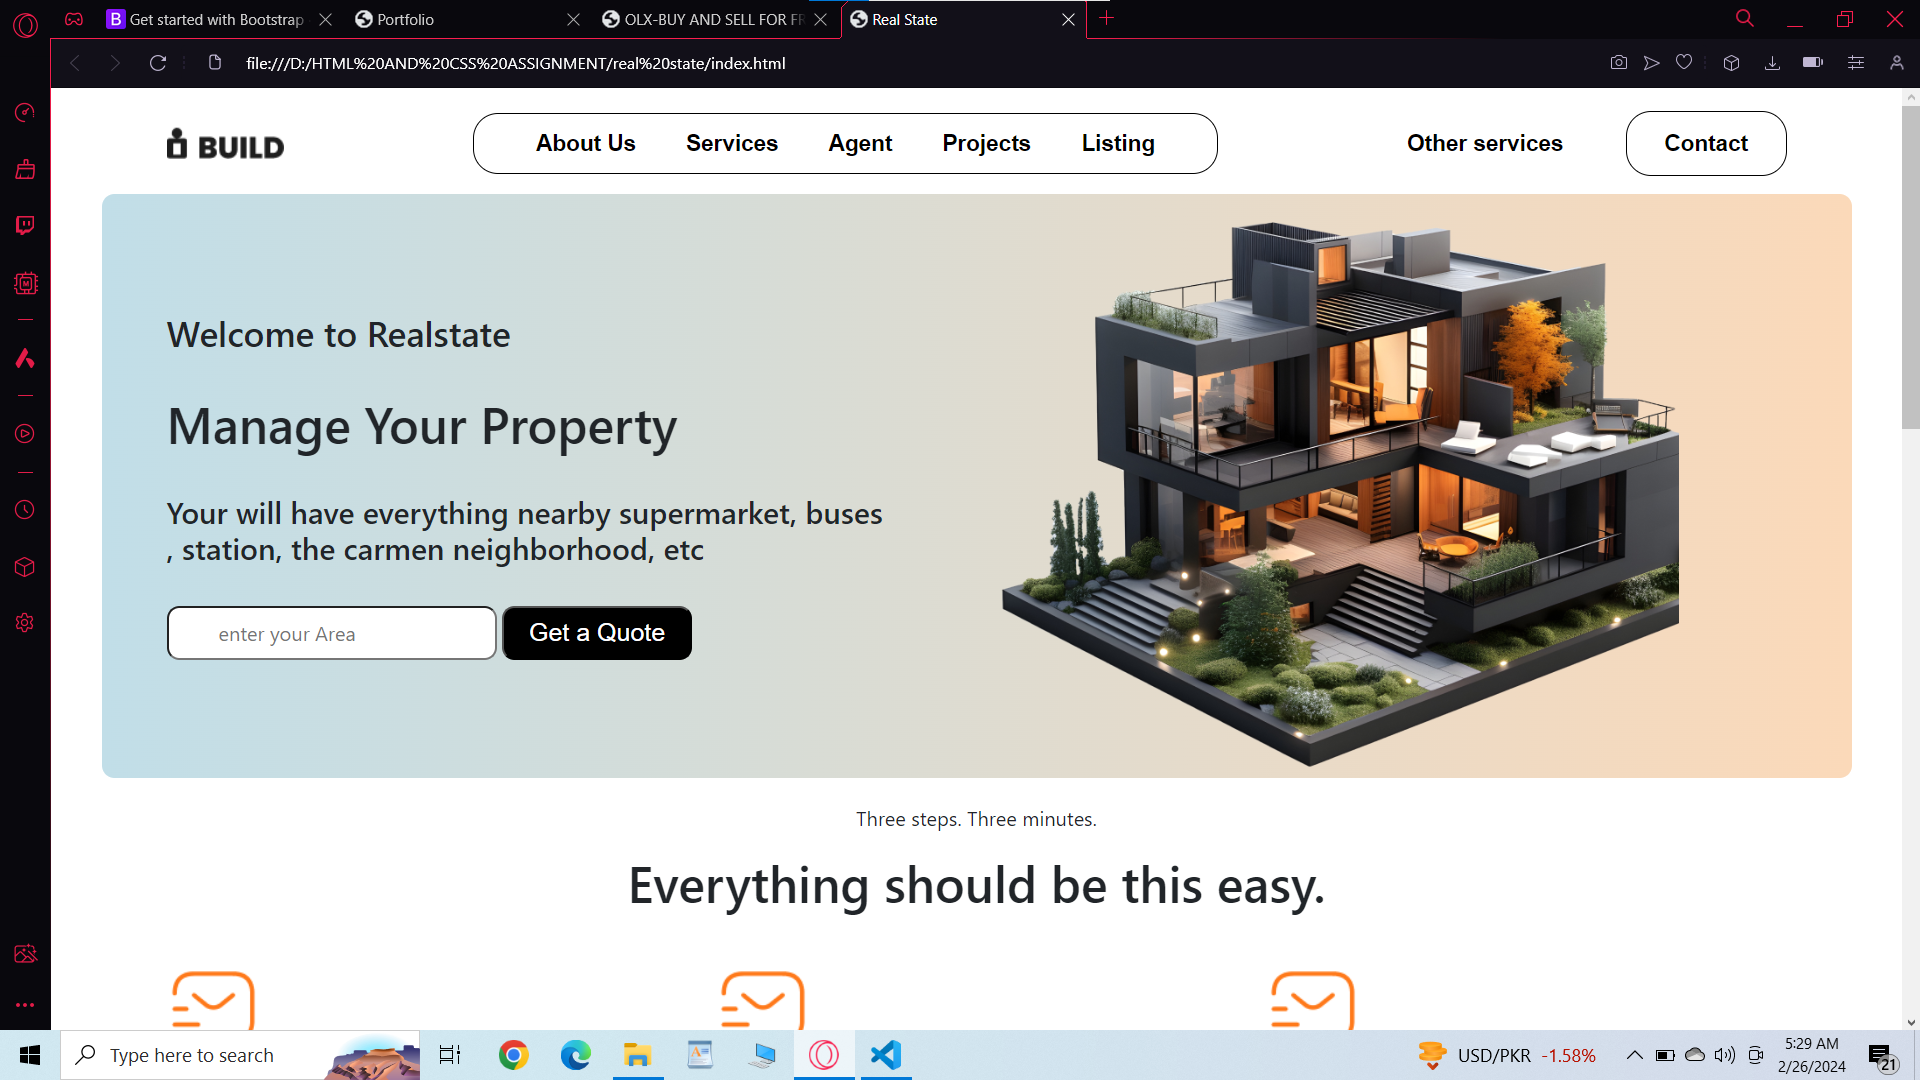 Get started with Bootstrap
Portfolio
OLX-BUY AND SELL FOR FR
Real State
file:///D:/HTML%20AND%20CSS%20ASSIGNMENT/real%20state/index.html
BUILD
About Us
Services
Agent
Projects
Listing
Other services
Contact
Welcome to Realstate
Manage Your Property
Your will have everything nearby supermarket, buses
, station, the carmen neighborhood, etc
enter your Area
Get a Quote
Three steps. Three minutes.
Everything should be this easy.
Type here to search
USD/PKR -1.58%
5:29 AM
2/26/2024
21